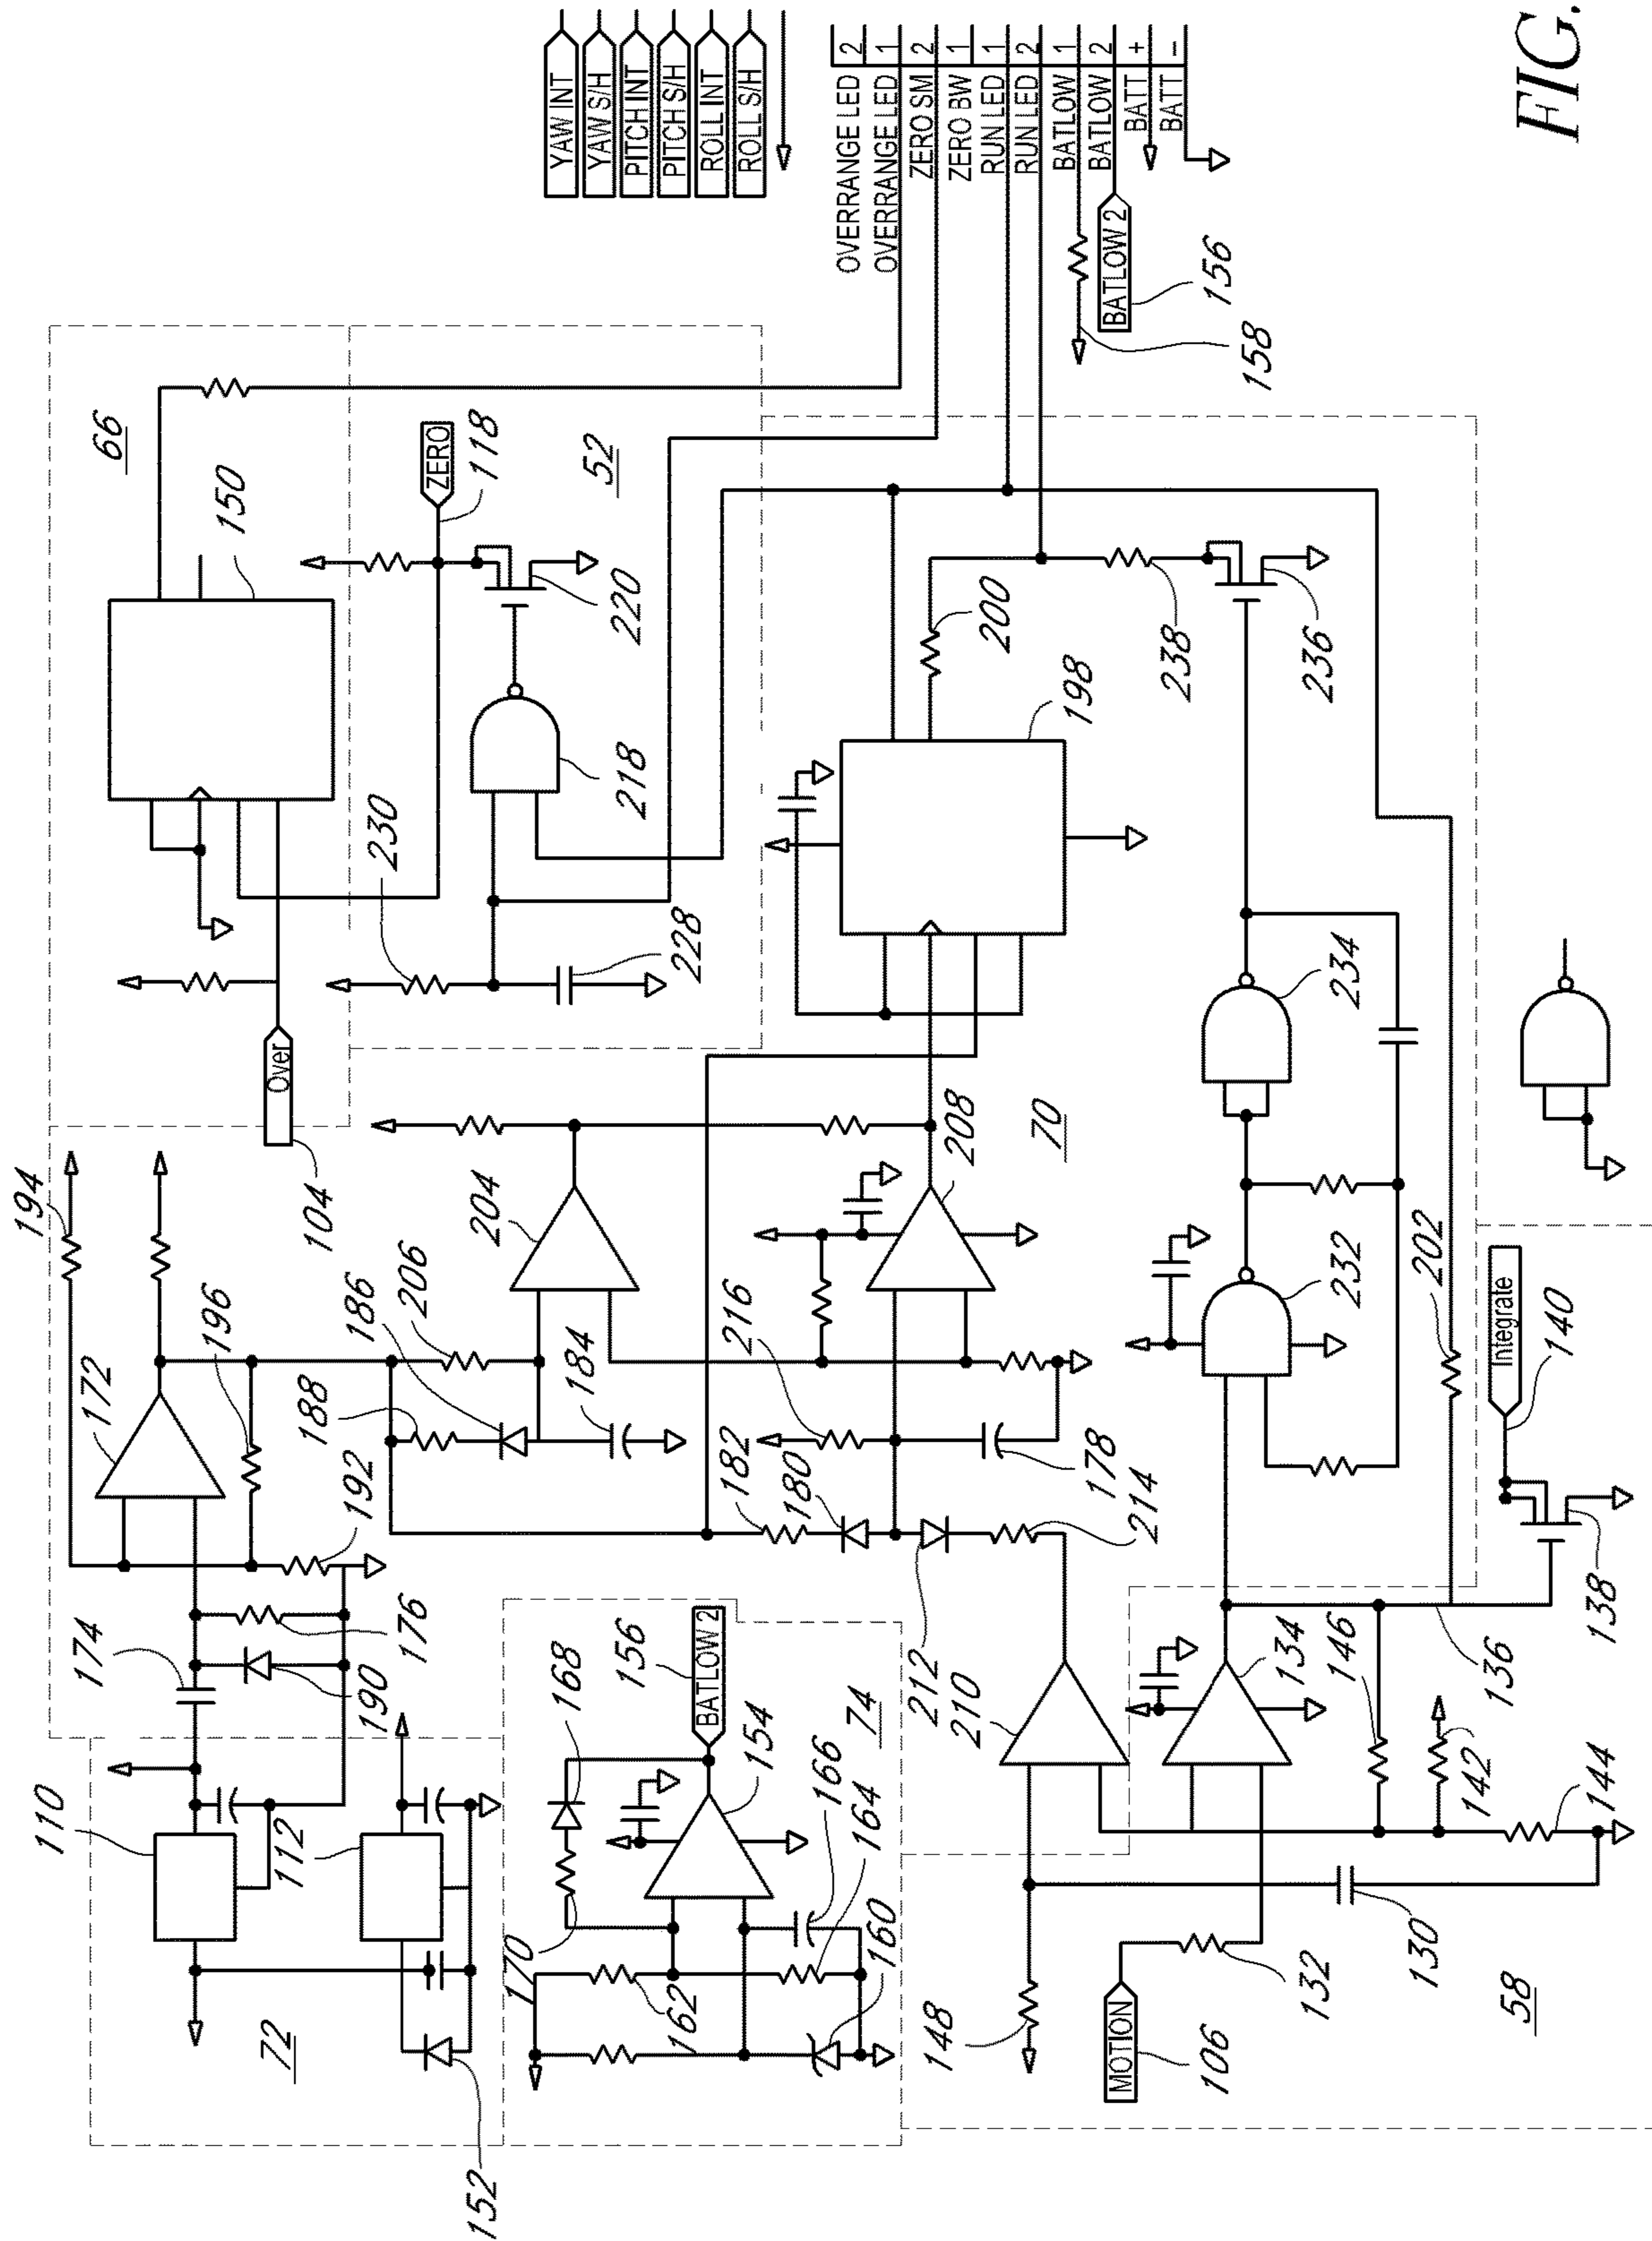 YAW INT
YAW S/H
PITCH INT
PITCH S/H
ROLL INT
ROLL S/H
OVERRANGE LED 2
OVERRANGE LED 1
ZERO SM 2
ZERO BW 1
RUN LED 1
RUN LED 2
BATLOW 1
BATLOW 2
BATT +
BATT −
FIG.
BATLOW 2
156
158
66
150
ZERO
118
52
220
218
230
228
Over
104
200
198
238
236
234
232
202
Integrate
140
138
136
194
172
196
192
174
176
190
110
112
72
152
204
206
186
188
184
208
70
216
182
180
178
214
212
210
BATLOW 2
156
168
154
74
166
164
160
170
162
134
146
142
144
148
MOTION
106
132
130
58